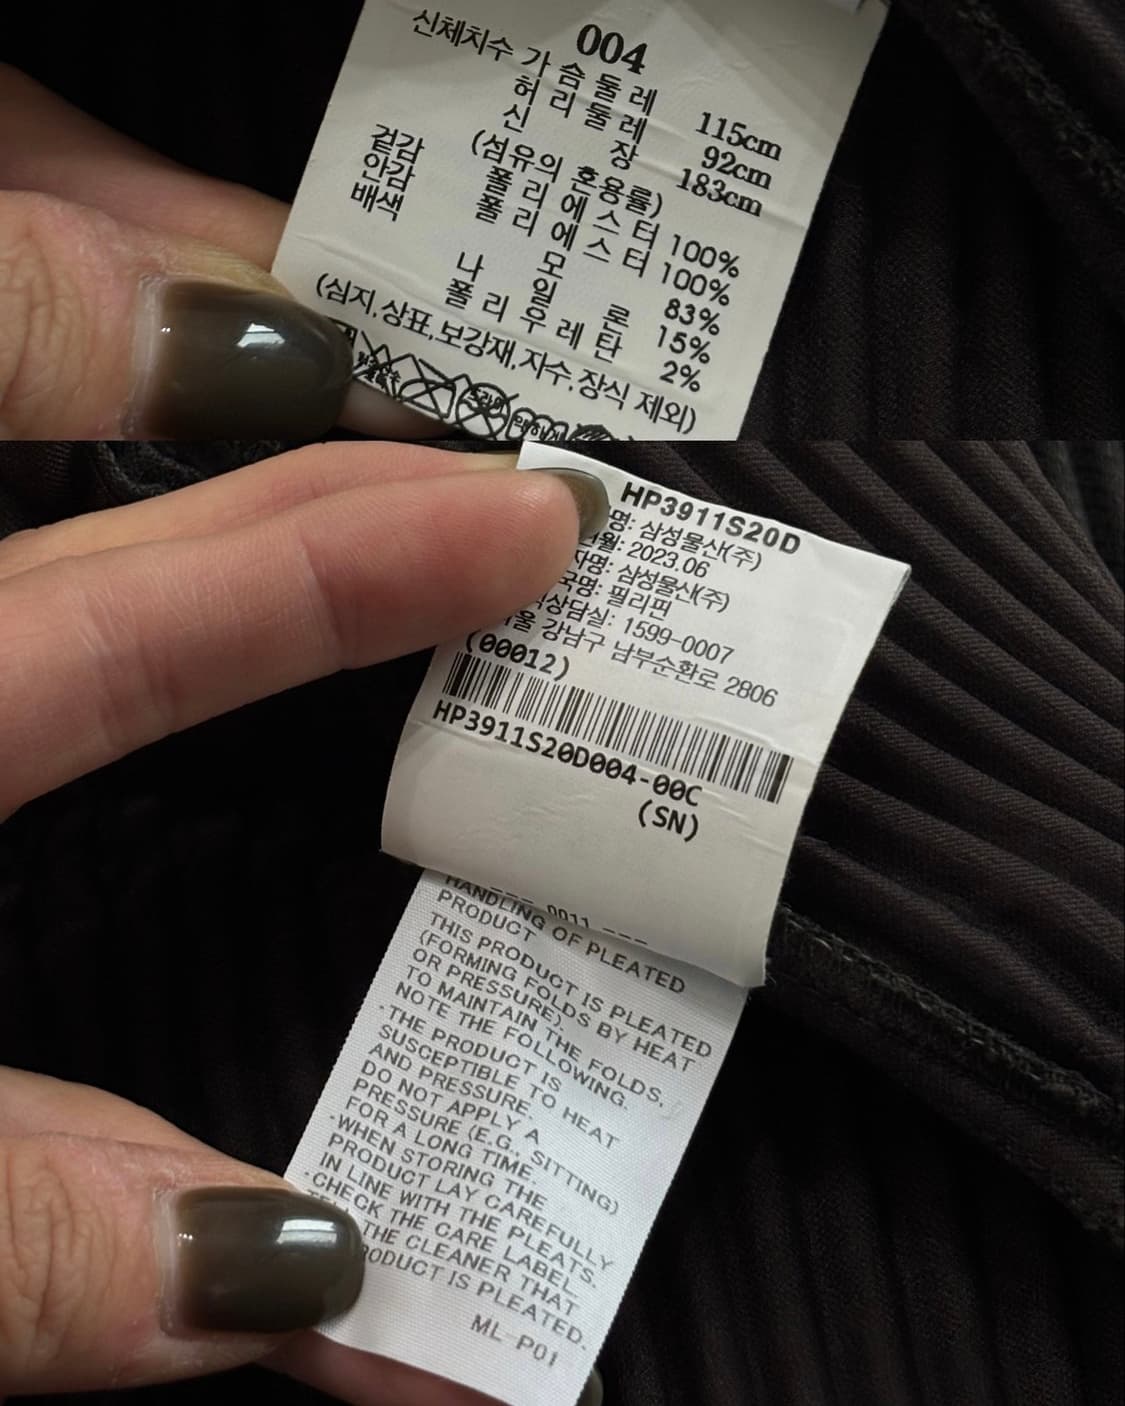 004
신체치수 가슴둘레 115cm
허리둘레 92cm
신장 183cm
(섬유의 혼용률)
겉감 폴리에스터 100%
안감 폴리에스터 100%
배색 모 83%
나일론 15%
폴리우레탄 2%
(심지,상표,보강재,자수,장식 제외)
드라이
약하게
HP3911S20D
명: 삼성물산(주)
월: 2023.06
자명: 삼성물산(주)
국명: 필리핀
상담실: 1599-0007
울 강남구 남부순환로 2806
(00012)
HP3911S20D004-00C
(SN)
--- 0011 ---
HANDLING OF PLEATED
PRODUCT
THIS PRODUCT IS PLEATED
(FORMING FOLDS BY HEAT
OR PRESSURE).
TO MAINTAIN THE FOLDS,
NOTE THE FOLLOWING.
·THE PRODUCT IS
SUSCEPTIBLE TO HEAT
AND PRESSURE.
DO NOT APPLY A
PRESSURE (E.G., SITTING)
FOR A LONG TIME.
·WHEN STORING THE
PRODUCT LAY CAREFULLY
IN LINE WITH THE PLEATS.
·CHECK THE CARE LABEL.
THE CLEANER THAT
PRODUCT IS PLEATED.
ML-P01